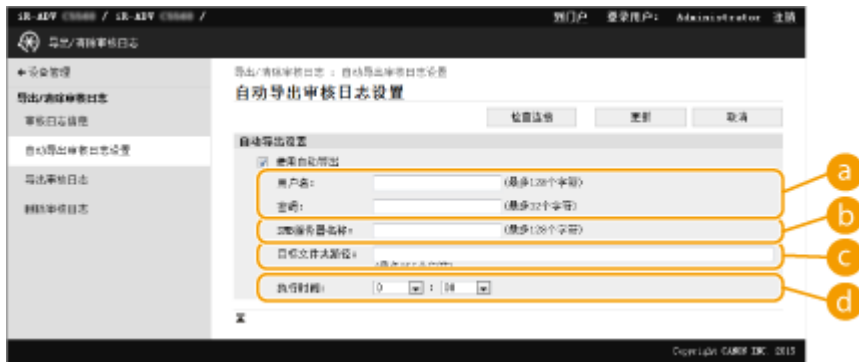 iR-ADV / iR-ADV /
到门户 登录用户: Administrator 注销
导出/清除审核日志
设备管理
导出/清除审核日志 : 自动导出审核日志设置
自动导出审核日志设置
导出/清除审核日志
审核日志信息
自动导出审核日志设置
导出审核日志
删除审核日志
检查连接 更新 取消
自动导出设置
使用自动导出
用户名: (最多128个字符)
密码: (最多32个字符)
SMB服务器名称: (最多128个字符)
目标文件夹路径:
执行时间: 0 : 00
a
b
c
d
Copyright CANON INC. 2015